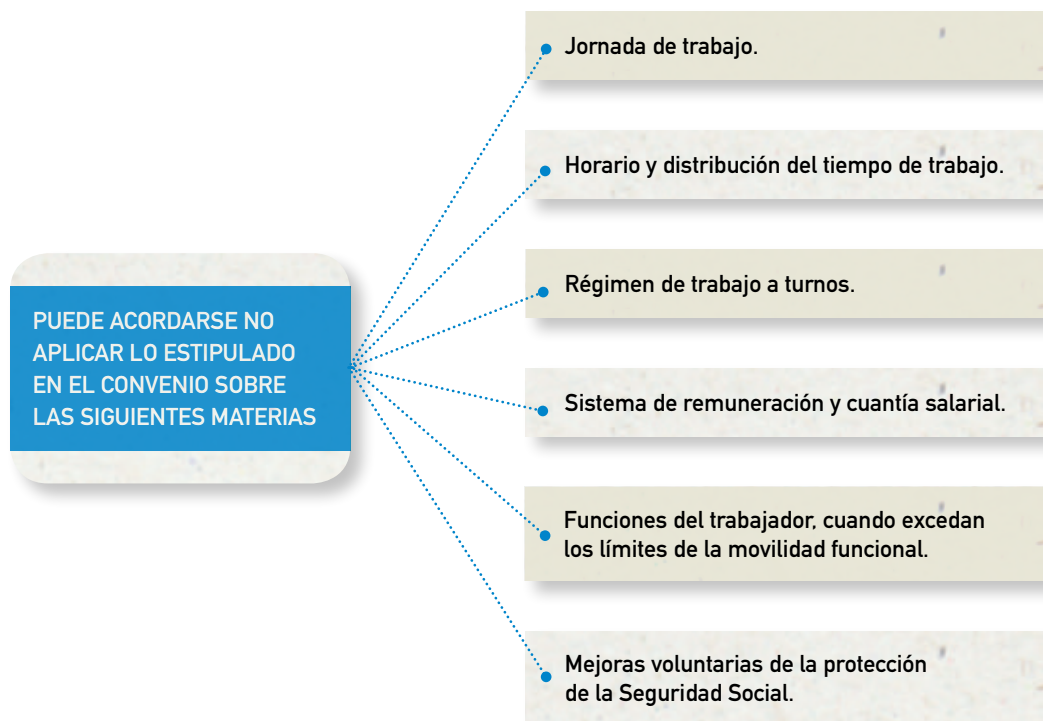 PUEDE ACORDARSE NO
APLICAR LO ESTIPULADO
EN EL CONVENIO SOBRE
LAS SIGUIENTES MATERIAS
Jornada de trabajo.
Horario y distribución del tiempo de trabajo.
Régimen de trabajo a turnos.
Sistema de remuneración y cuantía salarial.
Funciones del trabajador, cuando excedan
los límites de la movilidad funcional.
Mejoras voluntarias de la protección
de la Seguridad Social.